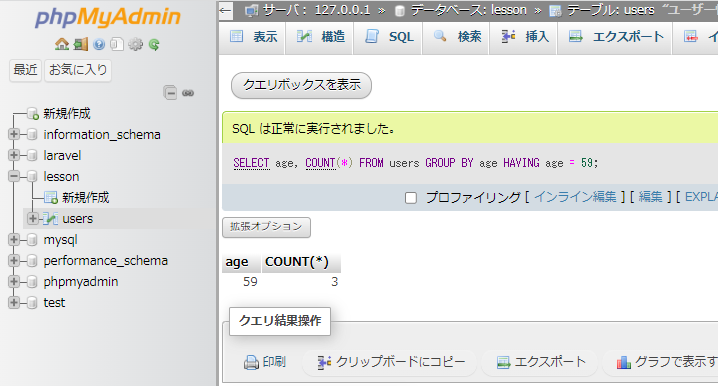 phpMyAdmin
最近 お気に入り
新規作成
information_schema
laravel
lesson
新規作成
users
mysql
performance_schema
phpmyadmin
test
サーバ: 127.0.0.1 » データベース: lesson » テーブル: users "ユーザー
表示 構造 SQL 検索 挿入 エクスポート イ
クエリボックスを表示
SQL は正常に実行されました。
SELECT age, COUNT(*) FROM users GROUP BY age HAVING age = 59;
プロファイリング [ インライン編集 ] [ 編集 ] [ EXPLA
拡張オプション
age COUNT(*)
59 3
クエリ結果操作
印刷 クリップボードにコピー エクスポート グラフで表示す